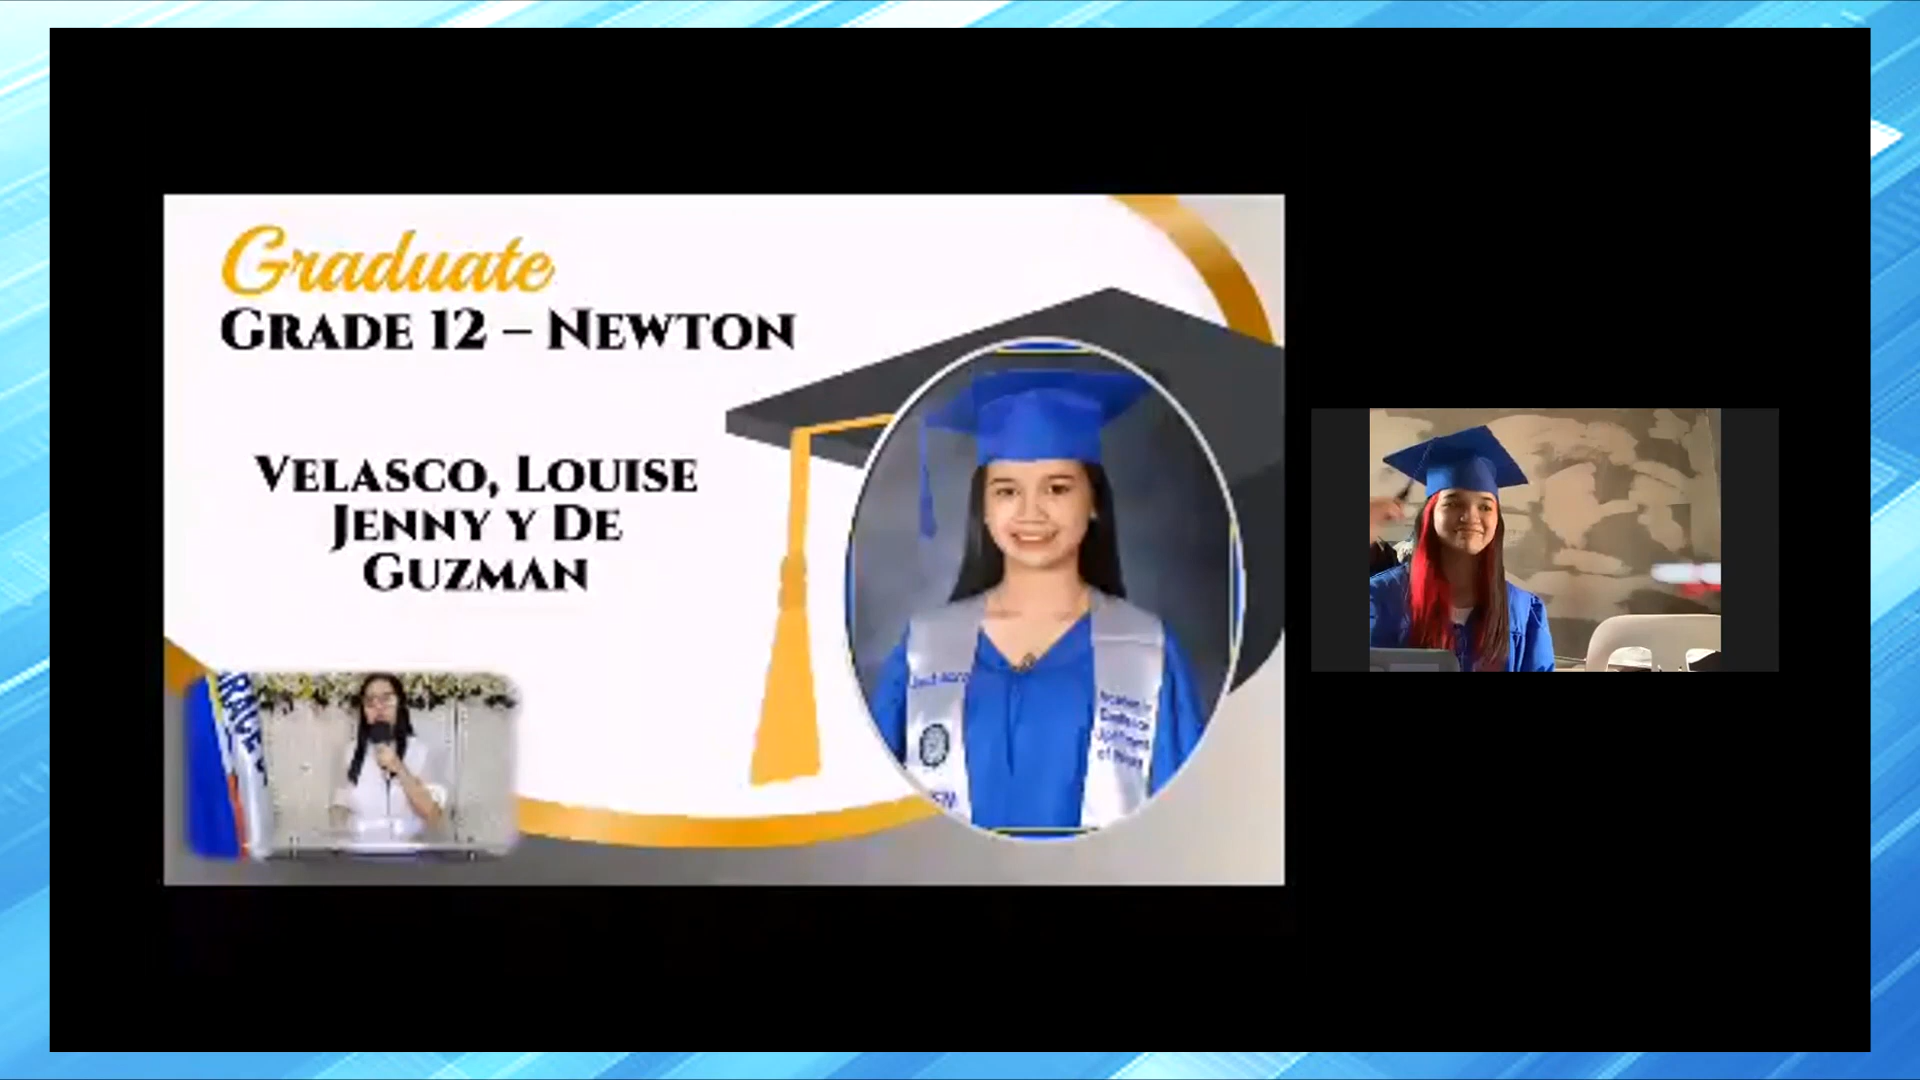 Graduate
GRADE 12 – NEWTON
VELASCO, LOUISE
JENNY Y DE
GUZMAN